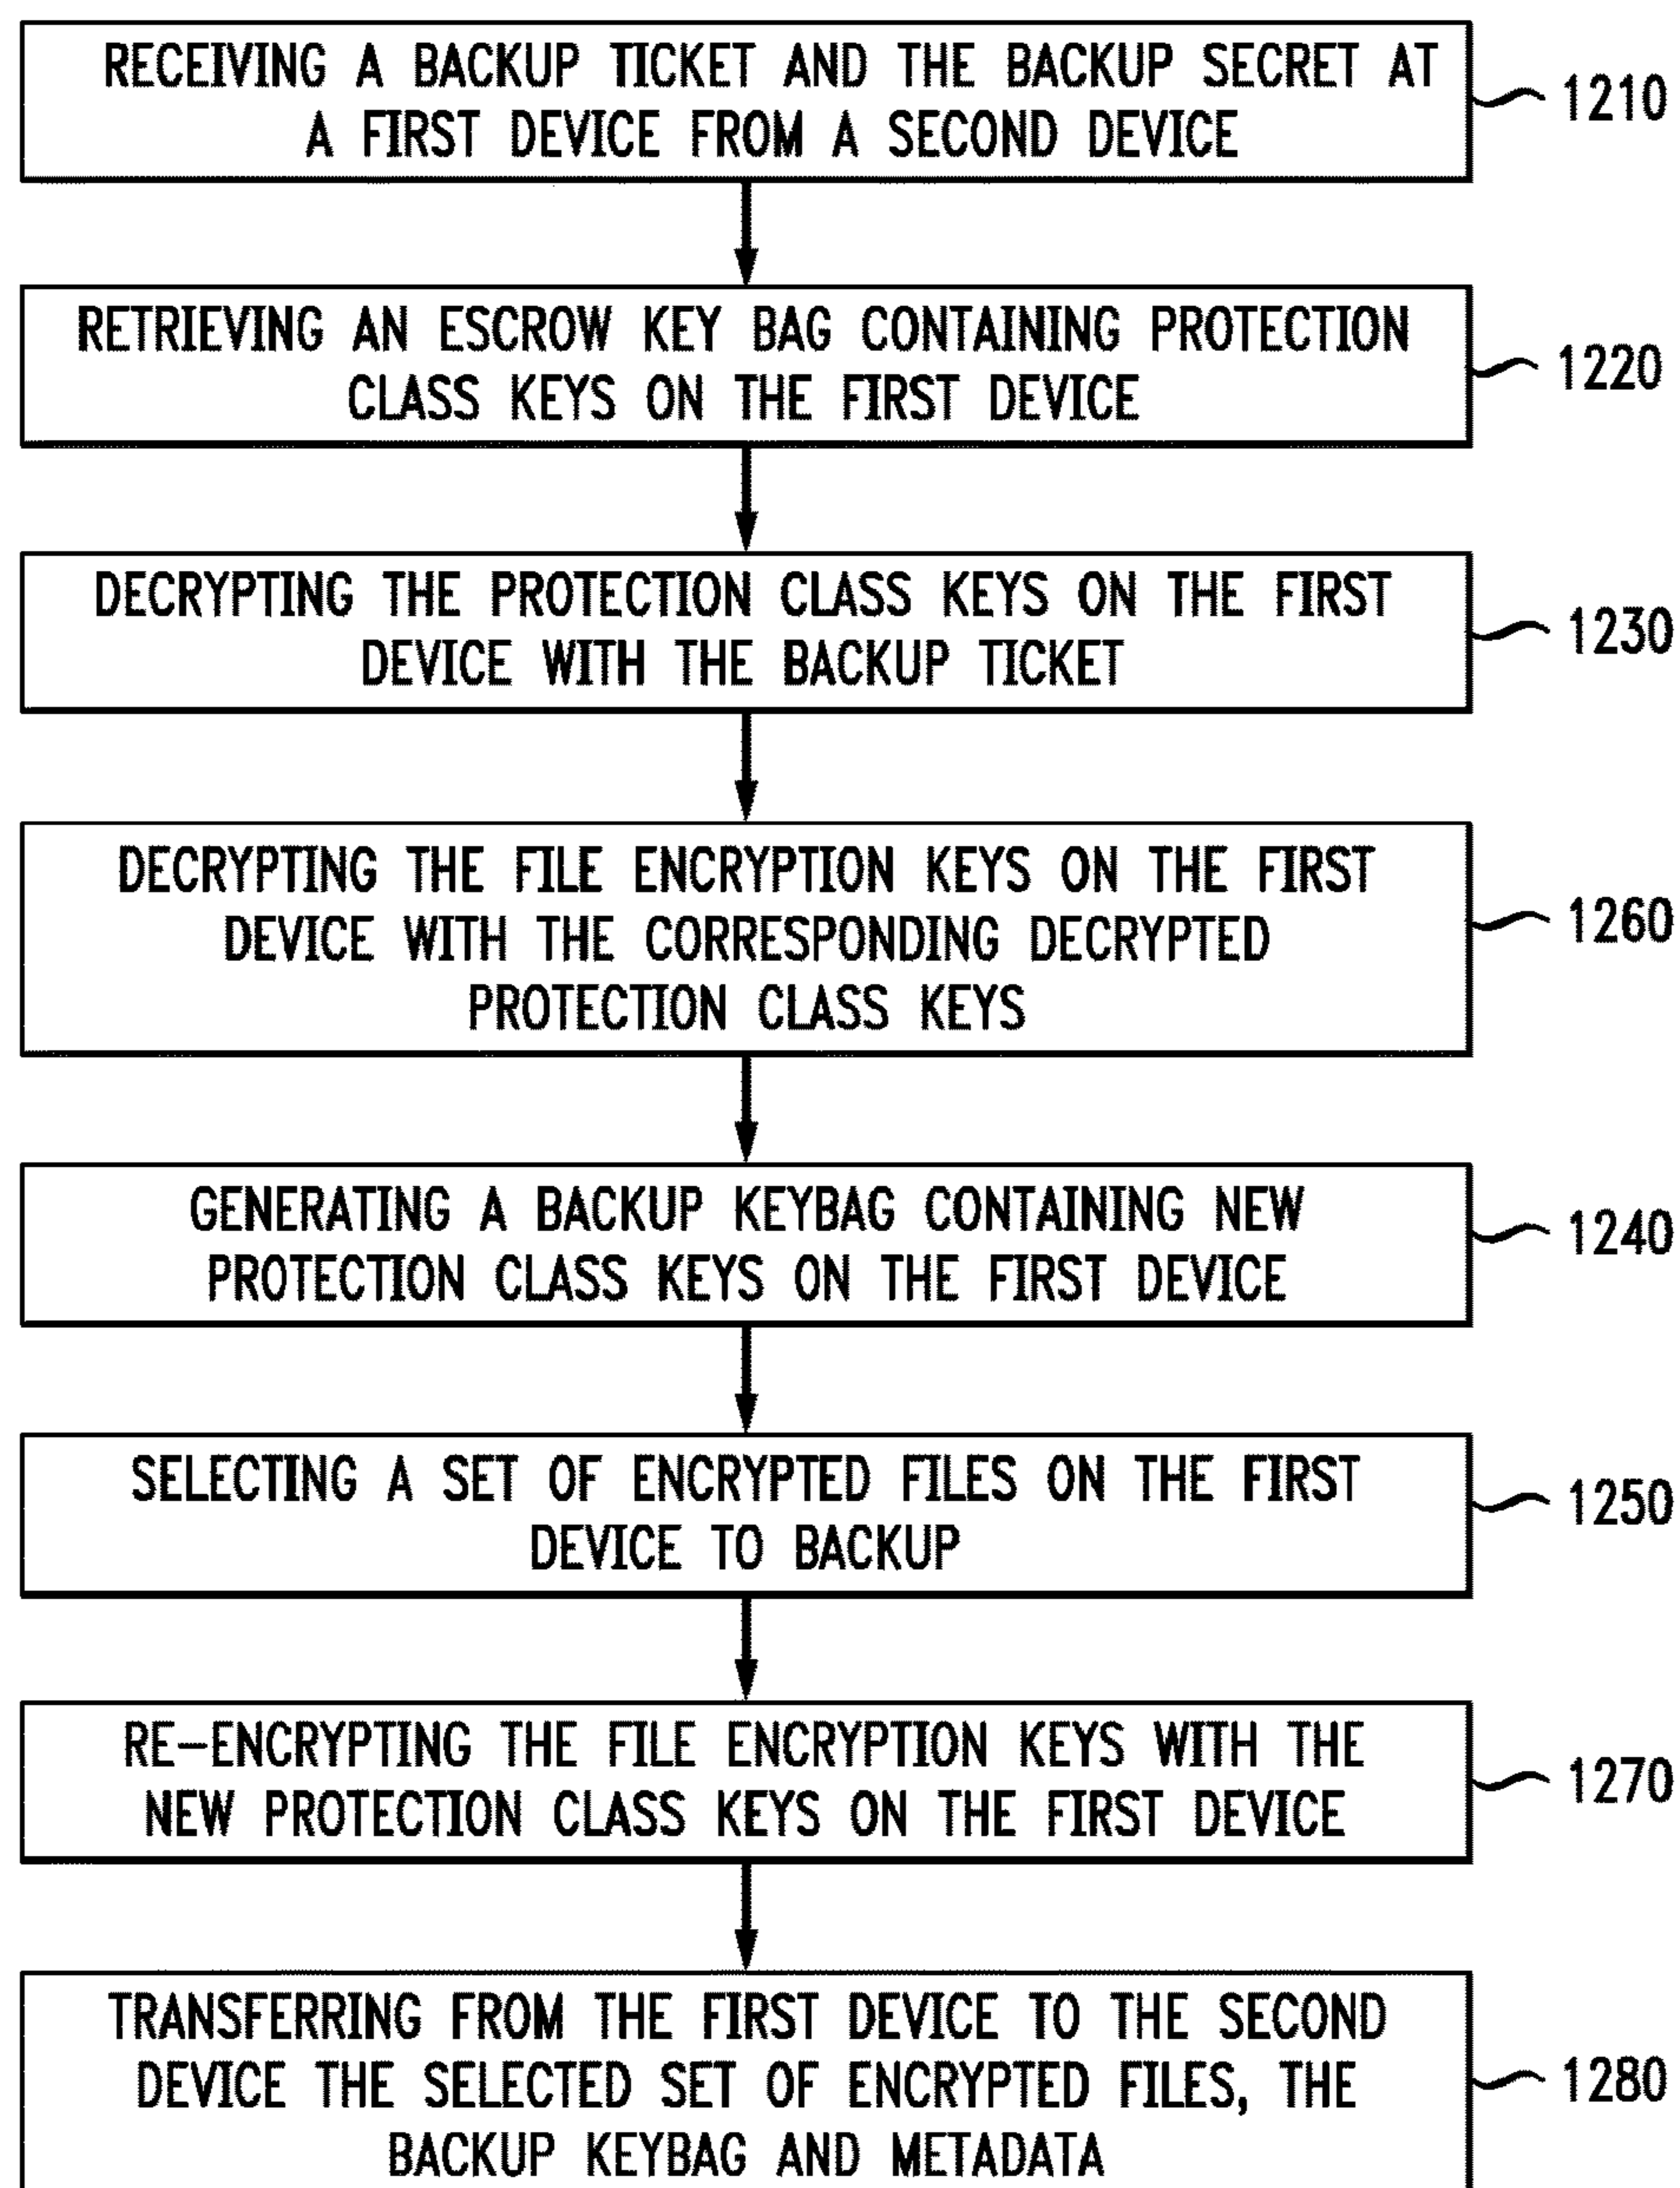 RECEIVING A BACKUP TICKET AND THE BACKUP SECRET AT
A FIRST DEVICE FROM A SECOND DEVICE
1210
RETRIEVING AN ESCROW KEY BAG CONTAINING PROTECTION
CLASS KEYS ON THE FIRST DEVICE
1220
DECRYPTING THE PROTECTION CLASS KEYS ON THE FIRST
DEVICE WITH THE BACKUP TICKET
1230
DECRYPTING THE FILE ENCRYPTION KEYS ON THE FIRST
DEVICE WITH THE CORRESPONDING DECRYPTED
PROTECTION CLASS KEYS
1260
GENERATING A BACKUP KEYBAG CONTAINING NEW
PROTECTION CLASS KEYS ON THE FIRST DEVICE
1240
SELECTING A SET OF ENCRYPTED FILES ON THE FIRST
DEVICE TO BACKUP
1250
RE-ENCRYPTING THE FILE ENCRYPTION KEYS WITH THE
NEW PROTECTION CLASS KEYS ON THE FIRST DEVICE
1270
TRANSFERRING FROM THE FIRST DEVICE TO THE SECOND
DEVICE THE SELECTED SET OF ENCRYPTED FILES, THE
BACKUP KEYBAG AND METADATA
1280